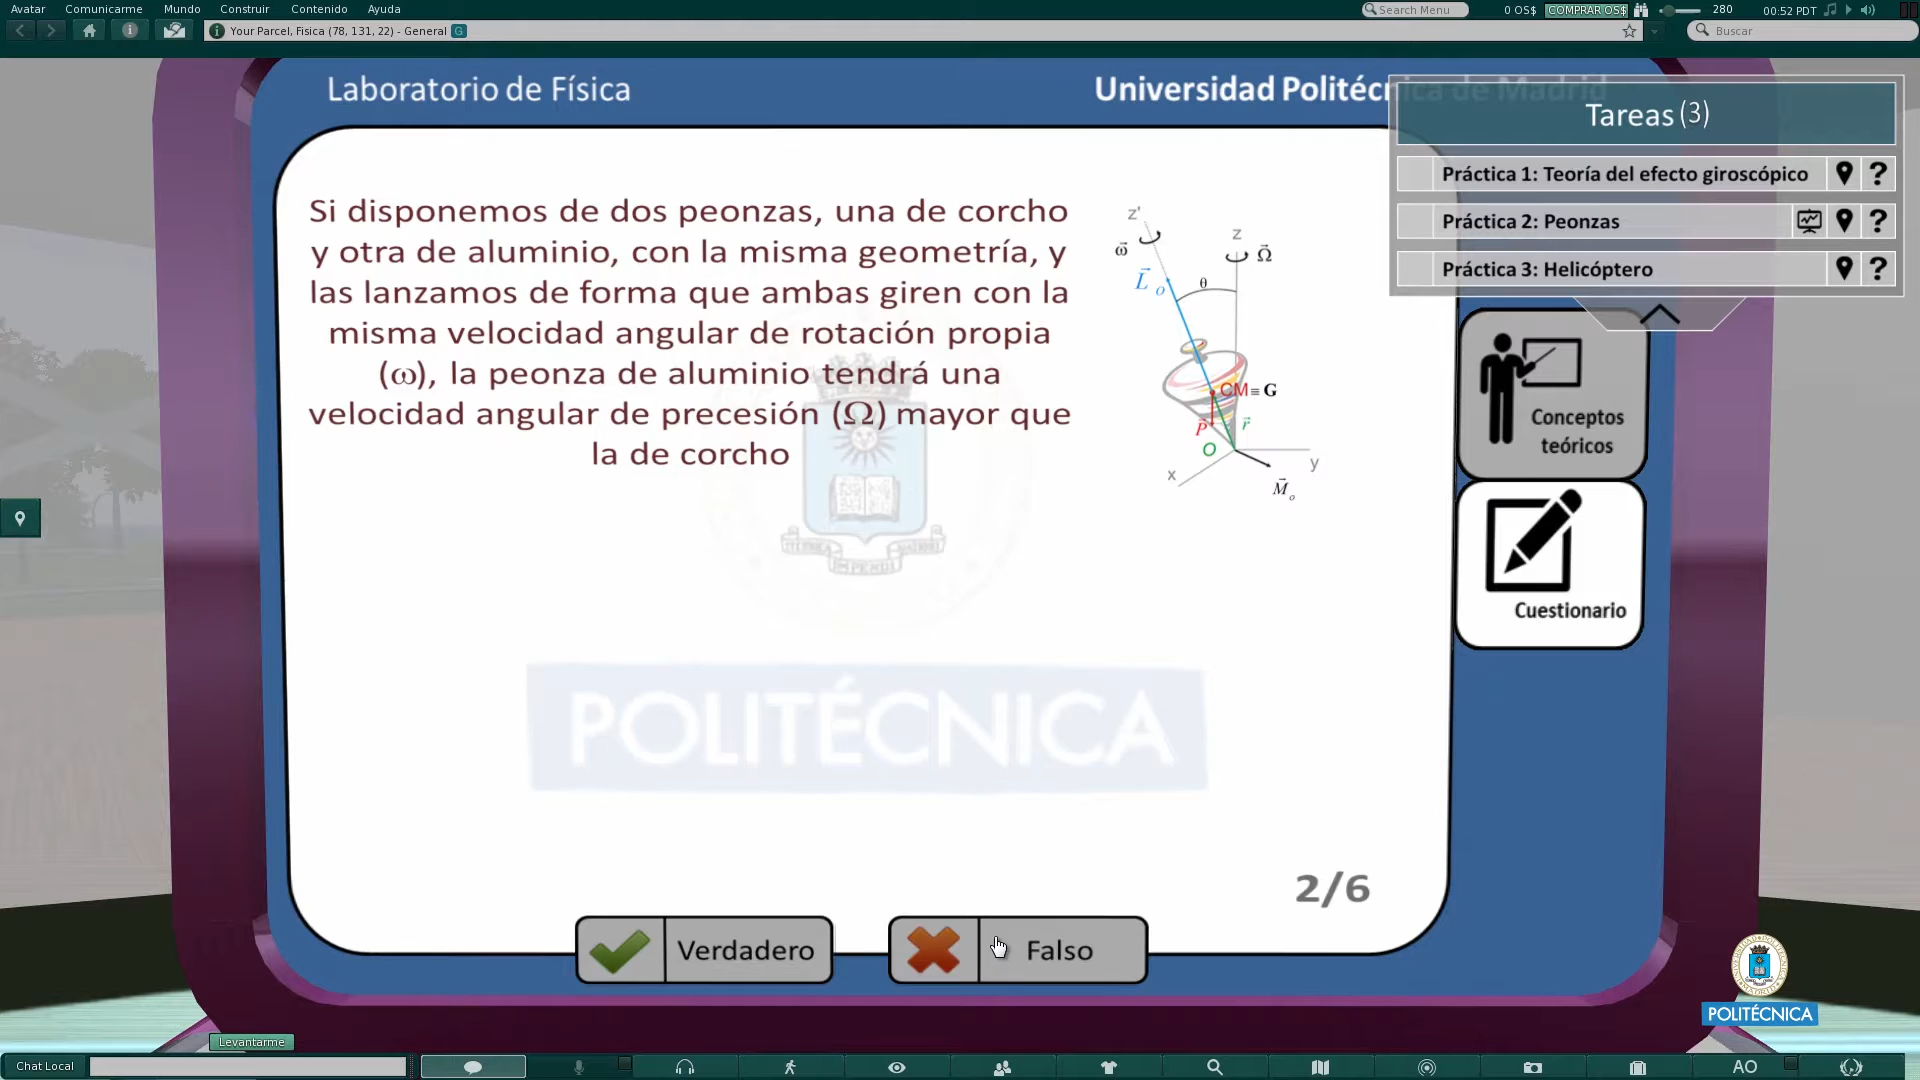 Avatar Comunicarme Mundo Construir Contenido Ayuda
Search Menu 0 OS$ COMPRAR OS$ 280 00:52 PDT
Your Parcel, Fisica (78, 131, 22) - General G
Buscar
Laboratorio de Física
Universidad Politécnica de Madrid
Tareas (3)
Práctica 1: Teoría del efecto giroscópico ?
Práctica 2: Peonzas ?
Práctica 3: Helicóptero ?
Si disponemos de dos peonzas, una de corcho
y otra de aluminio, con la misma geometría, y
las lanzamos de forma que ambas giren con la
misma velocidad angular de rotación propia
(ω), la peonza de aluminio tendrá una
velocidad angular de precesión (Ω) mayor que
la de corcho
z'
z
ω⃗
Ω⃗
L⃗ₒ
θ
CM ≡ G
P⃗
r⃗
O
x
y
M⃗ₒ
Conceptos
teóricos
Cuestionario
POLITÉCNICA
2/6
Verdadero
Falso
POLITÉCNICA
Levantarme
Chat Local
AO